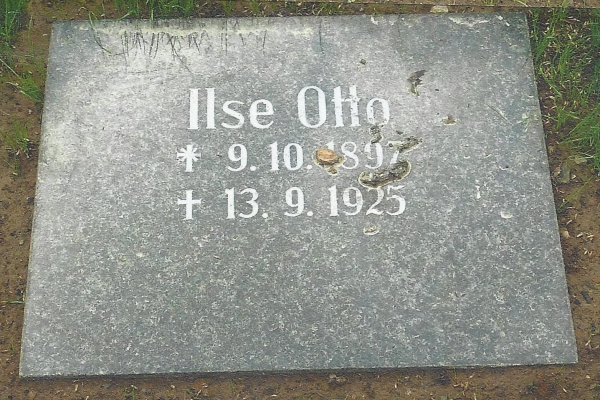 Ilse Otto
* 9. 10. 1897
† 13. 9. 1925